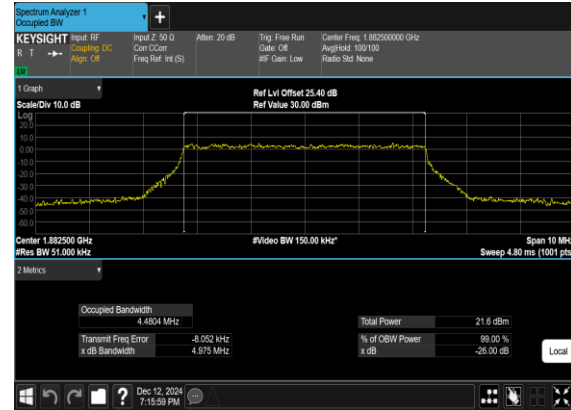 Spectrum Analyzer 1
Occupied BW
+
KEYSIGHT
R T
LV
Input: RF
Coupling: DC
Align: Off
Input Z: 50 Ω
Corr CCorr
Freq Ref: Int (S)
Atten: 20 dB
Trig: Free Run
Gate: Off
#IF Gain: Low
Center Freq: 1.882500000 GHz
Avg|Hold: 100/100
Radio Std: None
1 Graph
Scale/Div 10.0 dB
Ref Lvl Offset 25.40 dB
Ref Value 30.00 dBm
Log
20.0
10.0
0.00
-10.0
-20.0
-30.0
-40.0
-50.0
-60.0
Center 1.882500 GHz
#Res BW 51.000 kHz
#Video BW 150.00 kHz*
Span 10 MHz
Sweep 4.80 ms (1001 pts
2 Metrics
Occupied Bandwidth
4.4804 MHz
Transmit Freq Error -8.052 kHz
x dB Bandwidth 4.975 MHz
Total Power 21.6 dBm
% of OBW Power 99.00 %
x dB -26.00 dB
Local
?
Dec 12, 2024
7:15:59 PM